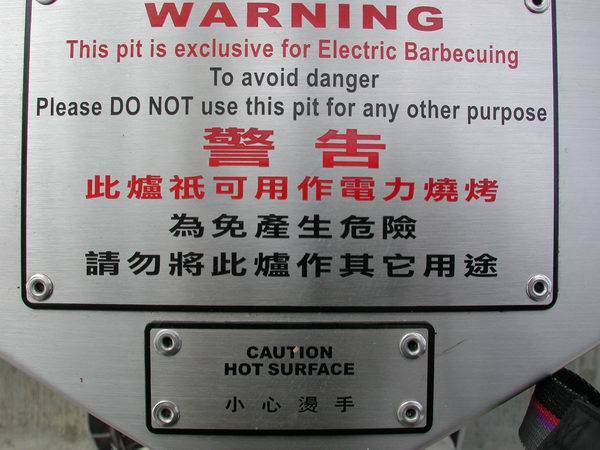 WARNING
This pit is exclusive for Electric Barbecuing
To avoid danger
Please DO NOT use this pit for any other purpose
警告
此爐祇可用作電力燒烤
為免產生危險
請勿將此爐作其它用途
CAUTION
HOT SURFACE
小心燙手